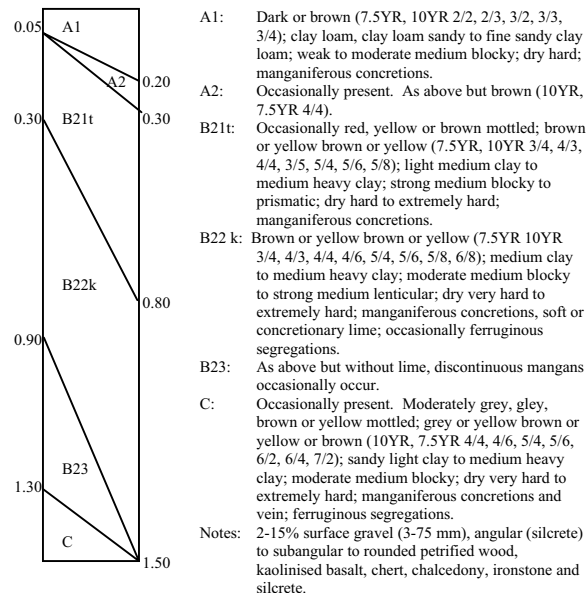 0.05
A1
A2
0.20
0.30
0.30
B21t
B22k
0.80
0.90
B23
1.30
C
1.50
A1: Dark or brown (7.5YR, 10YR 2/2, 2/3, 3/2, 3/3,
3/4); clay loam, clay loam sandy to fine sandy clay
loam; weak to moderate medium blocky; dry hard;
manganiferous concretions.
A2: Occasionally present. As above but brown (10YR,
7.5YR 4/4).
B21t: Occasionally red, yellow or brown mottled; brown
or yellow brown or yellow (7.5YR, 10YR 3/4, 4/3,
4/4, 3/5, 5/4, 5/6, 5/8); light medium clay to
medium heavy clay; strong medium blocky to
prismatic; dry hard to extremely hard;
manganiferous concretions.
B22 k: Brown or yellow brown or yellow (7.5YR 10YR
3/4, 4/3, 4/4, 4/6, 5/4, 5/6, 5/8, 6/8); medium clay
to medium heavy clay; moderate medium blocky
to strong medium lenticular; dry very hard to
extremely hard; manganiferous concretions, soft or
concretionary lime; occasionally ferruginous
segregations.
B23: As above but without lime, discontinuous mangans
occasionally occur.
C: Occasionally present. Moderately grey, gley,
brown or yellow mottled; grey or yellow brown or
yellow or brown (10YR, 7.5YR 4/4, 4/6, 5/4, 5/6,
6/2, 6/4, 7/2); sandy light clay to medium heavy
clay; moderate medium blocky; dry very hard to
extremely hard; manganiferous concretions and
vein; ferruginous segregations.
Notes: 2-15% surface gravel (3-75 mm), angular (silcrete)
to subangular to rounded petrified wood,
kaolinised basalt, chert, chalcedony, ironstone and
silcrete.